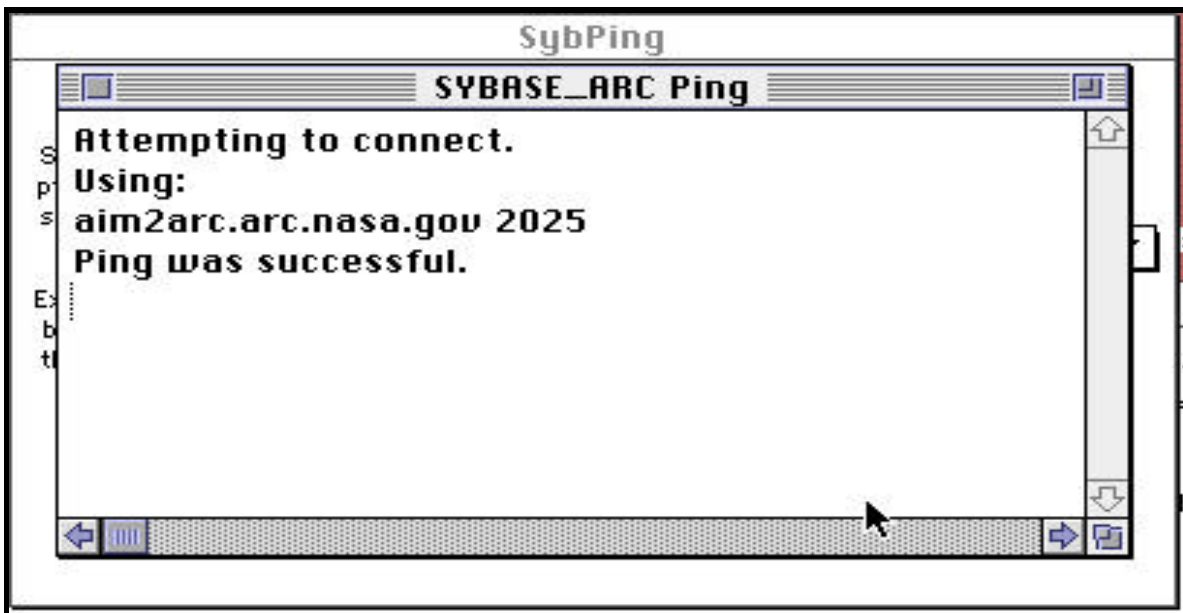 SybPing
SYBASE_ARC Ping
Attempting to connect.
Using:
aim2arc.arc.nasa.gov 2025
Ping was successful.